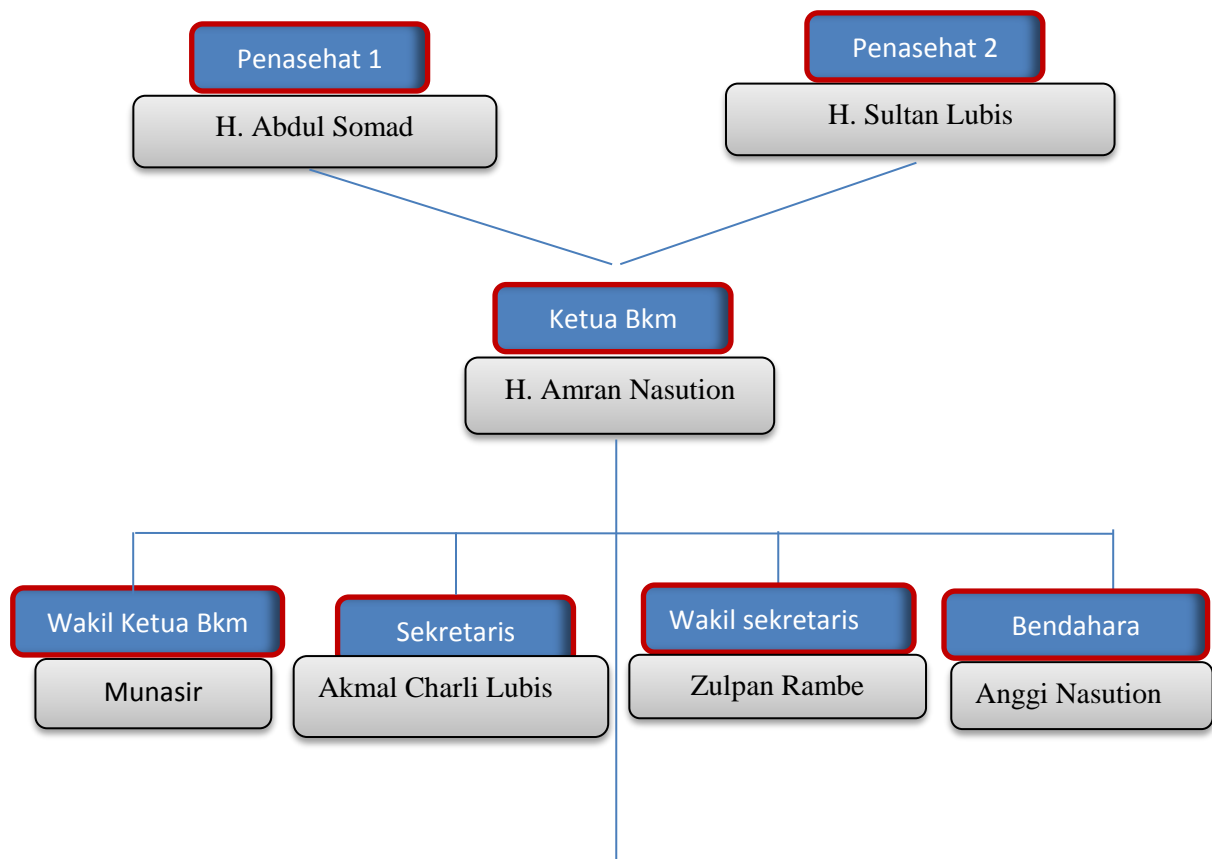 Penasehat 1
H. Abdul Somad
Penasehat 2
H. Sultan Lubis
Ketua Bkm
H. Amran Nasution
Wakil Ketua Bkm
Munasir
Sekretaris
Akmal Charli Lubis
Wakil sekretaris
Zulpan Rambe
Bendahara
Anggi Nasution